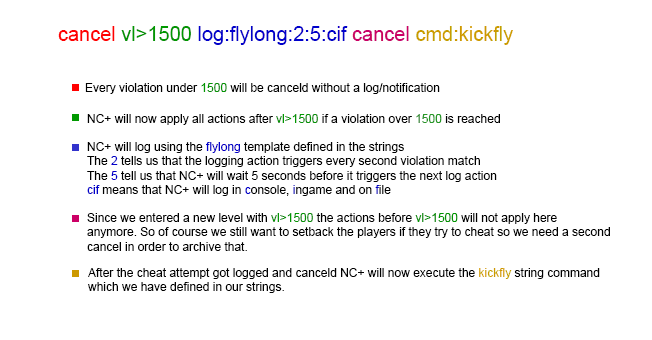 cancel vl>1500 log:flylong:2:5:cif cancel cmd:kickfly
Every violation under 1500 will be canceld without a log/notification
NC+ will now apply all actions after vl>1500 if a violation over 1500 is reached
NC+ will log using the flylong template defined in the strings
The 2 tells us that the logging action triggers every second violation match
The 5 tell us that NC+ will wait 5 seconds before it triggers the next log action
cif means that NC+ will log in console, ingame and on file
Since we entered a new level with vl>1500 the actions before vl>1500 will not apply here
anymore. So of course we still want to setback the players if they try to cheat so we need a second
cancel in order to archive that.
After the cheat attempt got logged and canceld NC+ will now execute the kickfly string command
which we have defined in our strings.